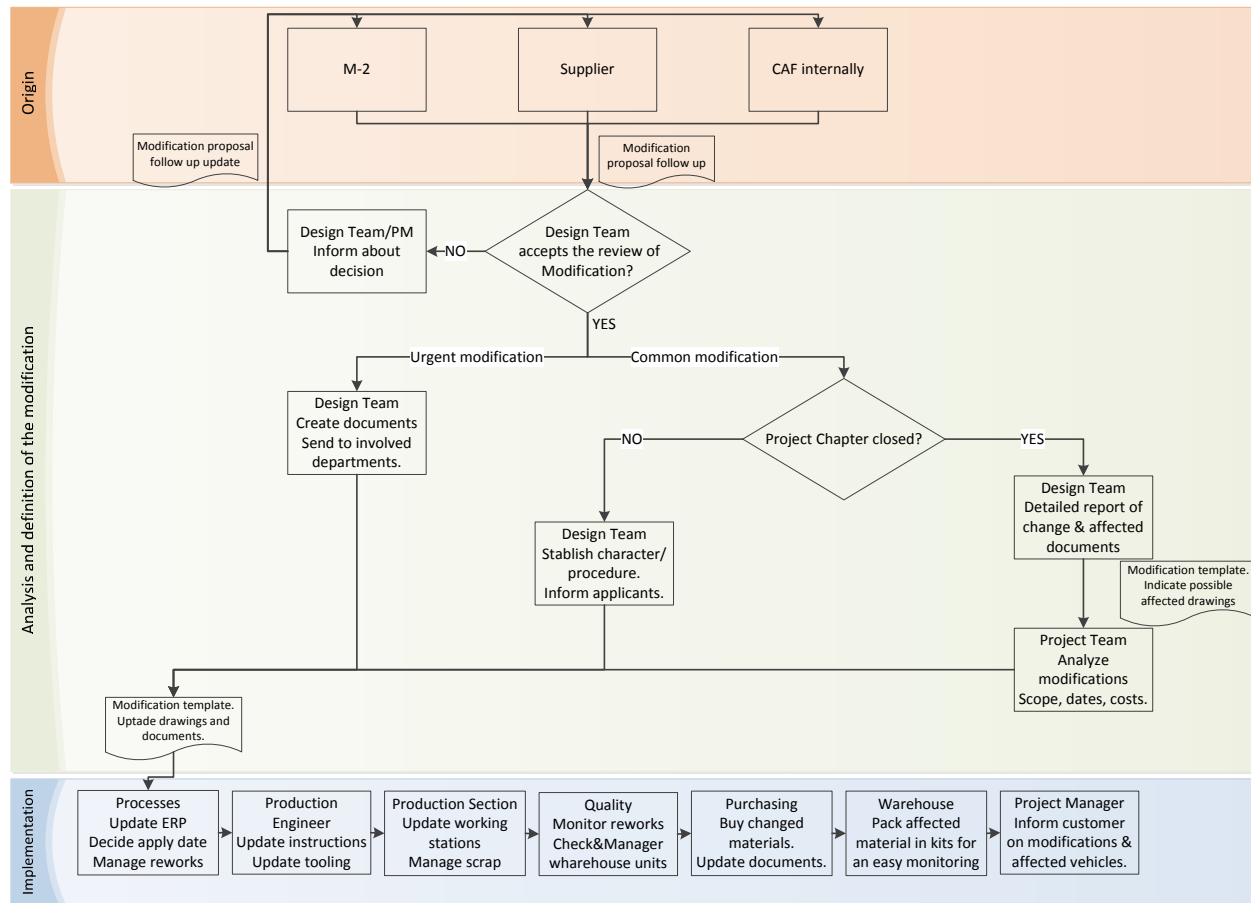 Origin
M-2
Supplier
CAF internally
Modification proposal
follow up update
Modification
proposal follow up
Analysis and definition of the modification
Design Team/PM
Inform about
decision
NO
Design Team
accepts the review of
Modification?
YES
Urgent modification
Common modification
Design Team
Create documents
Send to involved
departments.
NO
Project Chapter closed?
YES
Design Team
Detailed report of
change & affected
documents
Design Team
Stablish character/
procedure.
Inform applicants.
Modification template.
Indicate possible
affected drawings
Project Team
Analyze
modifications
Scope, dates, costs.
Modification template.
Uptade drawings and
documents.
Implementation
Processes
Update ERP
Decide apply date
Manage reworks
Production
Engineer
Update instructions
Update tooling
Production Section
Update working
stations
Manage scrap
Quality
Monitor reworks
Check&Manager
wharehouse units
Purchasing
Buy changed
materials.
Update documents.
Warehouse
Pack affected
material in kits for
an easy monitoring
Project Manager
Inform customer
on modifications &
affected vehicles.